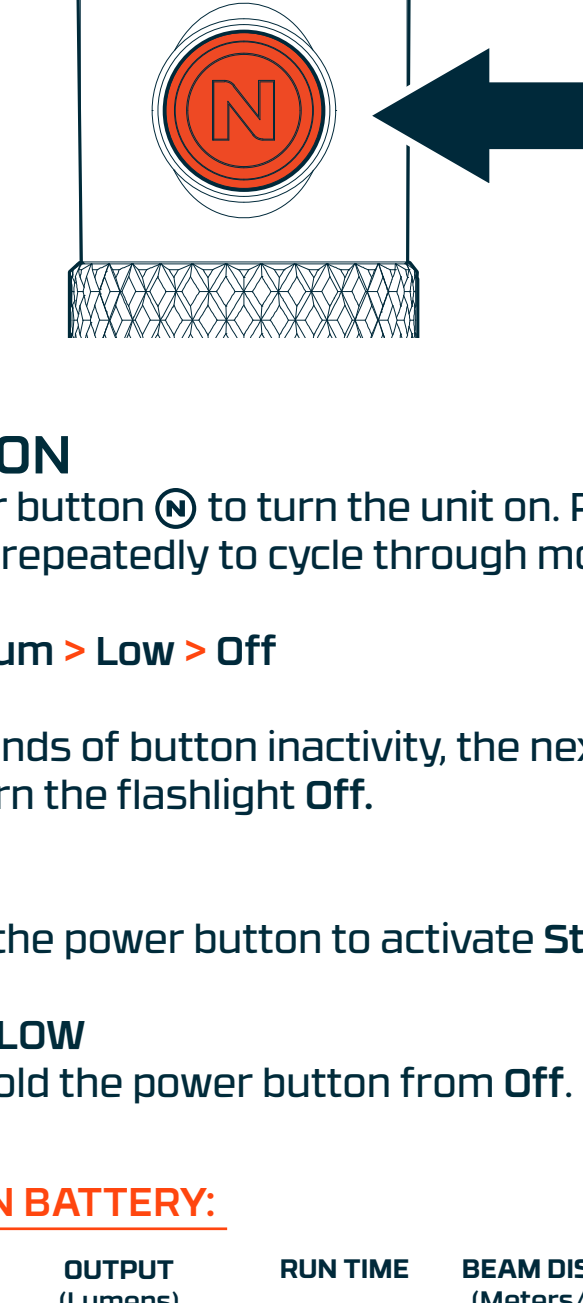 N
ON
r button N to turn the unit on. P
repeatedly to cycle through mo
um > Low > Off
nds of button inactivity, the nex
rn the flashlight Off.
the power button to activate St
LOW
old the power button from Off.
N BATTERY:
OUTPUT RUN TIME BEAM DIS
(Lumens) (Meters/